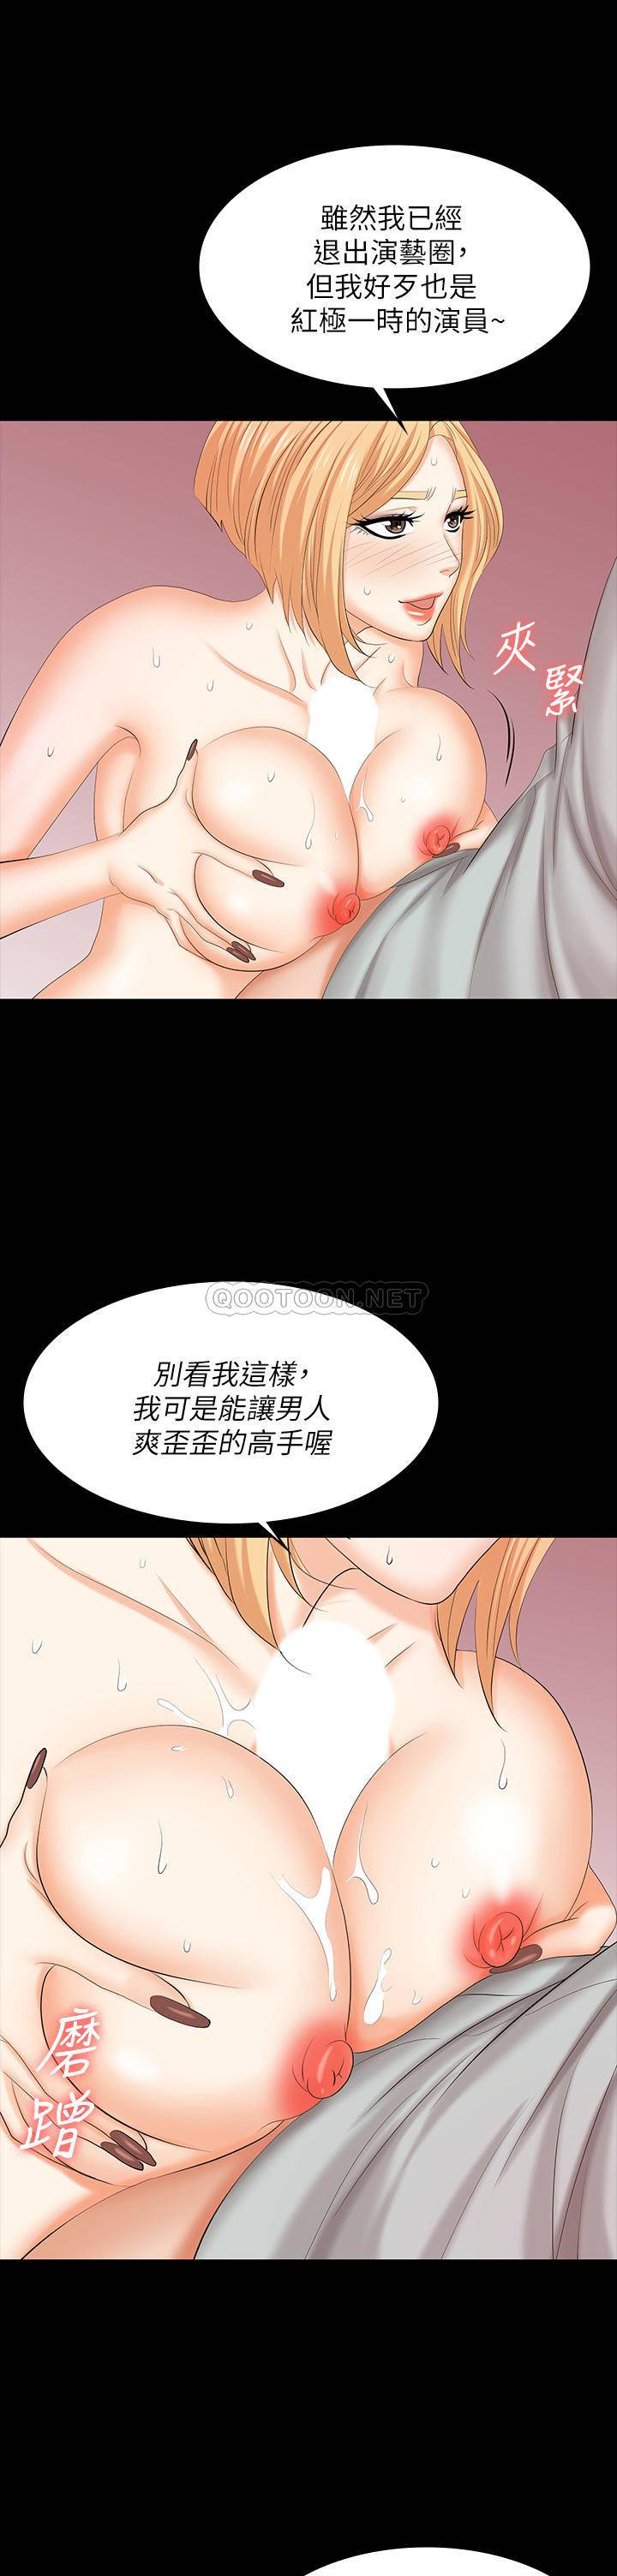 雖然我已經
退出演藝圈，
但我好歹也是
紅極一時的演員~
夾
緊
QOOTOON.NET
別看我這樣，
我可是能讓男人
爽歪歪的高手喔
磨
蹭